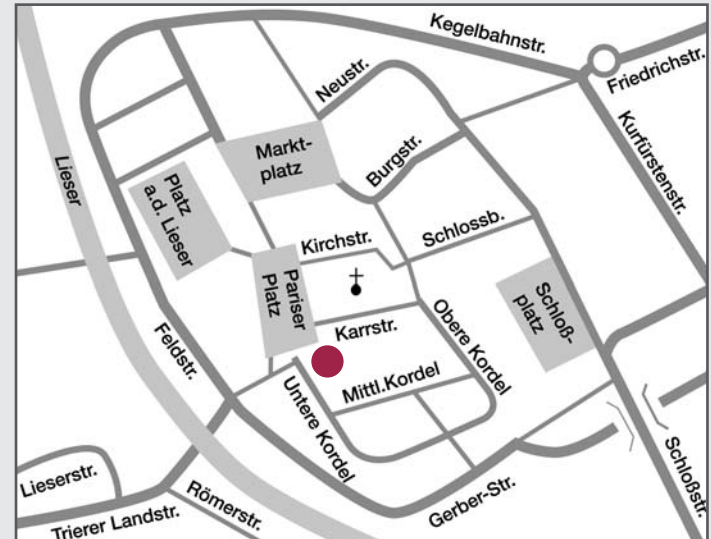 Kegelbahnstr.
Friedrichstr.
Neustr.
Kurfürstenstr.
Markt-
platz
Burgstr.
Lieser
Platz
a.d. Lieser
Kirchstr.
Schlossb.
Pariser
Platz
Schloß-
platz
Karrstr.
Obere Kordel
Feldstr.
Mittl.Kordel
Untere Kordel
Schloßstr.
Lieserstr.
Römerstr.
Gerber-Str.
Trierer Landstr.